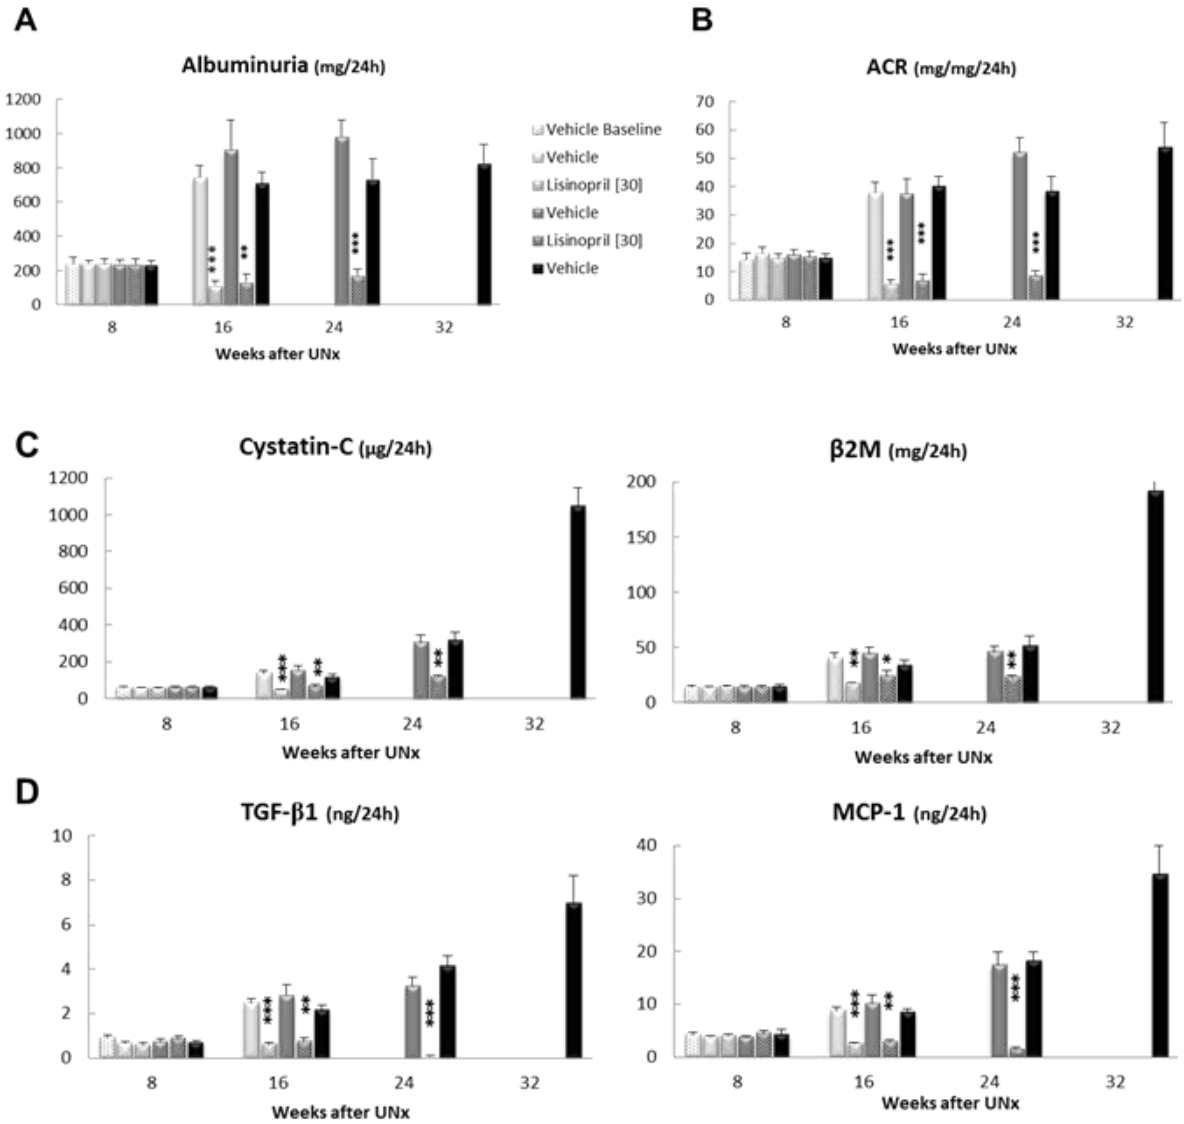 A
Albuminuria (mg/24h)
1200
1000
800
600
400
200
0
***
**
***
8 16 24 32
Weeks after UNx
Vehicle Baseline
Vehicle
Lisinopril [30]
Vehicle
Lisinopril [30]
Vehicle
B
ACR (mg/mg/24h)
70
60
50
40
30
20
10
0
***
***
***
8 16 24 32
Weeks after UNx
C
Cystatin-C (µg/24h)
1200
1000
800
600
400
200
0
***
**
**
8 16 24 32
Weeks after UNx
β2M (mg/24h)
200
150
100
50
0
**
*
**
8 16 24 32
Weeks after UNx
D
TGF-β1 (ng/24h)
10
8
6
4
2
0
***
**
***
8 16 24 32
Weeks after UNx
MCP-1 (ng/24h)
40
30
20
10
0
***
**
***
8 16 24 32
Weeks after UNx